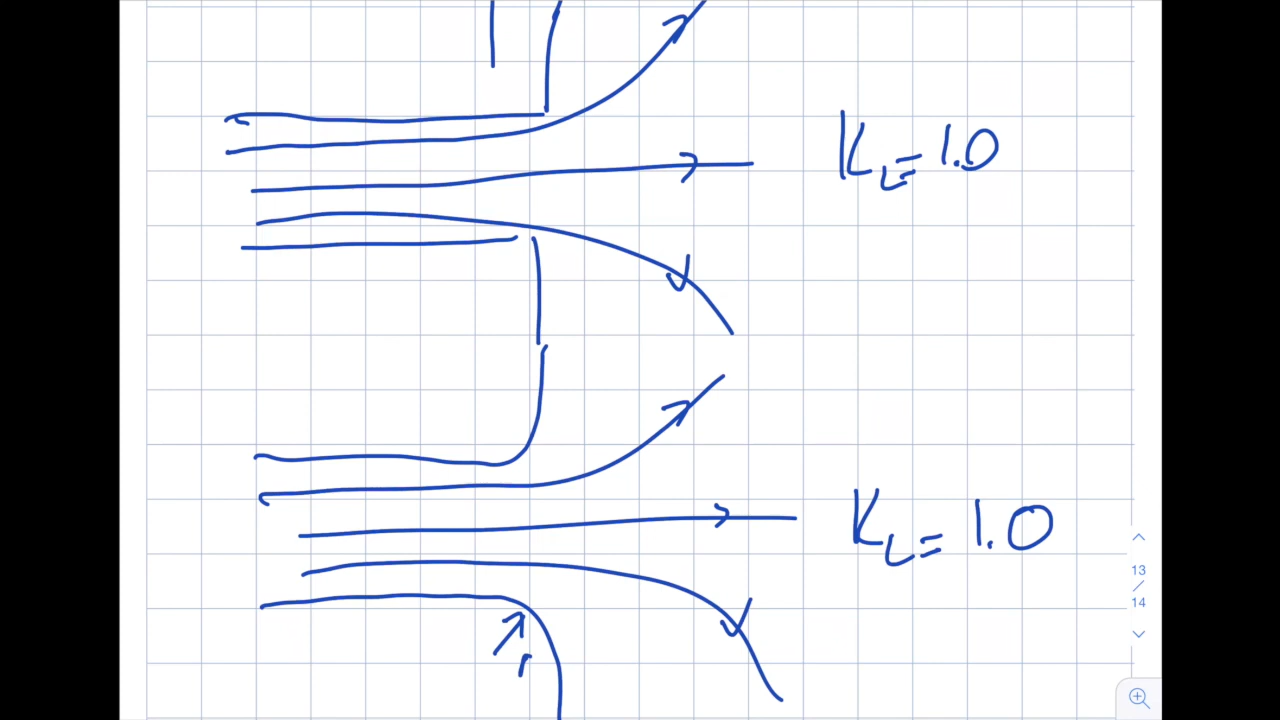 K_L = 1.0
K_L = 1.0
13
/
14
r